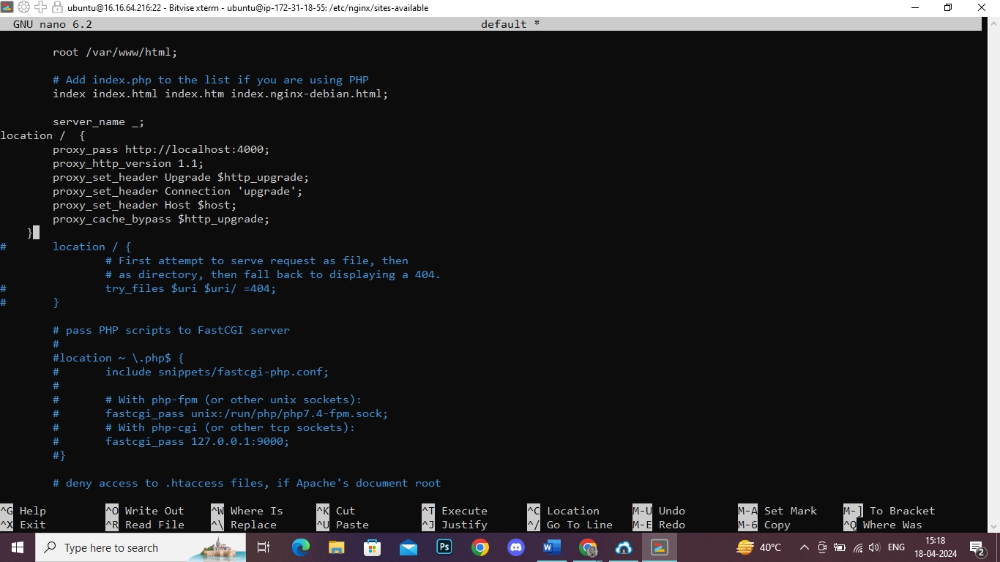 ubuntu@16.16.64.216:22 - Bitvise xterm - ubuntu@ip-172-31-18-55: /etc/nginx/sites-available
GNU nano 6.2 default *
root /var/www/html;
# Add index.php to the list if you are using PHP
index index.html index.htm index.nginx-debian.html;
server_name _;
location /  {
proxy_pass http://localhost:4000;
proxy_http_version 1.1;
proxy_set_header Upgrade $http_upgrade;
proxy_set_header Connection 'upgrade';
proxy_set_header Host $host;
proxy_cache_bypass $http_upgrade;
}
# location / {
# First attempt to serve request as file, then
# as directory, then fall back to displaying a 404.
# try_files $uri $uri/ =404;
# }
# pass PHP scripts to FastCGI server
#
#location ~ \.php$ {
# include snippets/fastcgi-php.conf;
#
# # With php-fpm (or other unix sockets):
# fastcgi_pass unix:/run/php/php7.4-fpm.sock;
# # With php-cgi (or other tcp sockets):
# fastcgi_pass 127.0.0.1:9000;
#}
# deny access to .htaccess files, if Apache's document root
^G Help ^O Write Out ^W Where Is ^K Cut ^T Execute ^C Location M-U Undo M-A Set Mark M-] To Bracket
^X Exit ^R Read File ^\ Replace ^U Paste ^J Justify ^/ Go To Line M-E Redo M-6 Copy ^Q Where Was
Type here to search Ps W 40°C ENG 15:18
18-04-2024 2